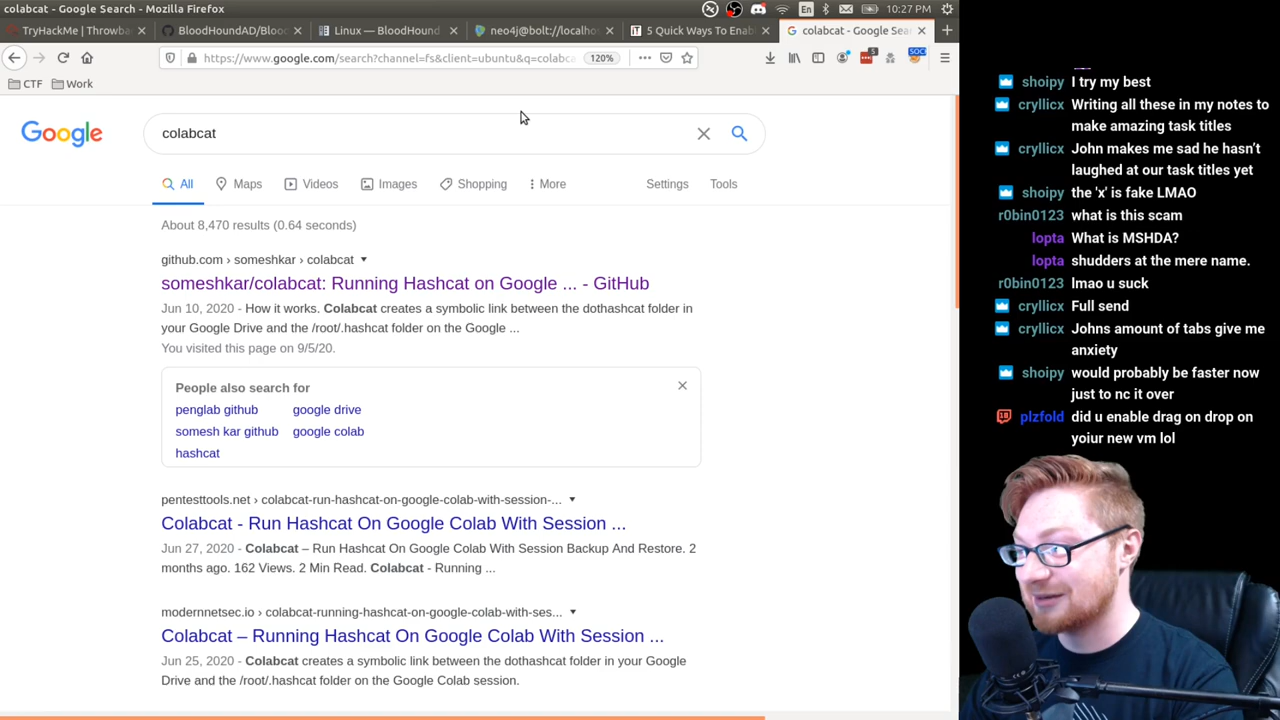 colabcat - Google Search - Mozilla Firefox
En
10:27 PM
TryHackMe | Throwba
BloodHoundAD/Bloo
Linux — BloodHound
neo4j@bolt://localho
5 Quick Ways To Enab
colabcat - Google Sear
https://www.google.com/search?channel=fs&client=ubuntu&q=colabca
120%
5
SOC
CTF
Work
Google
colabcat
All
Maps
Videos
Images
Shopping
More
Settings
Tools
About 8,470 results (0.64 seconds)
github.com › someshkar › colabcat
someshkar/colabcat: Running Hashcat on Google ... - GitHub
Jun 10, 2020 - How it works. Colabcat creates a symbolic link between the dothashcat folder in
your Google Drive and the /root/.hashcat folder on the Google ...
You visited this page on 9/5/20.
People also search for
penglab github
google drive
somesh kar github
google colab
hashcat
pentesttools.net › colabcat-run-hashcat-on-google-colab-with-session-...
Colabcat - Run Hashcat On Google Colab With Session ...
Jun 27, 2020 - Colabcat – Run Hashcat On Google Colab With Session Backup And Restore. 2
months ago. 162 Views. 2 Min Read. Colabcat - Running ...
modernnetsec.io › colabcat-running-hashcat-on-google-colab-with-ses...
Colabcat – Running Hashcat On Google Colab With Session ...
Jun 25, 2020 - Colabcat creates a symbolic link between the dothashcat folder in your Google
Drive and the /root/.hashcat folder on the Google Colab session.
shoipy I try my best
cryllicx Writing all these in my notes to
make amazing task titles
cryllicx John makes me sad he hasn't
laughed at our task titles yet
shoipy the 'x' is fake LMAO
r0bin0123 what is this scam
lopta What is MSHDA?
lopta shudders at the mere name.
r0bin0123 lmao u suck
cryllicx Full send
cryllicx Johns amount of tabs give me
anxiety
shoipy would probably be faster now
just to nc it over
plzfold did u enable drag on drop on
yoiur new vm lol